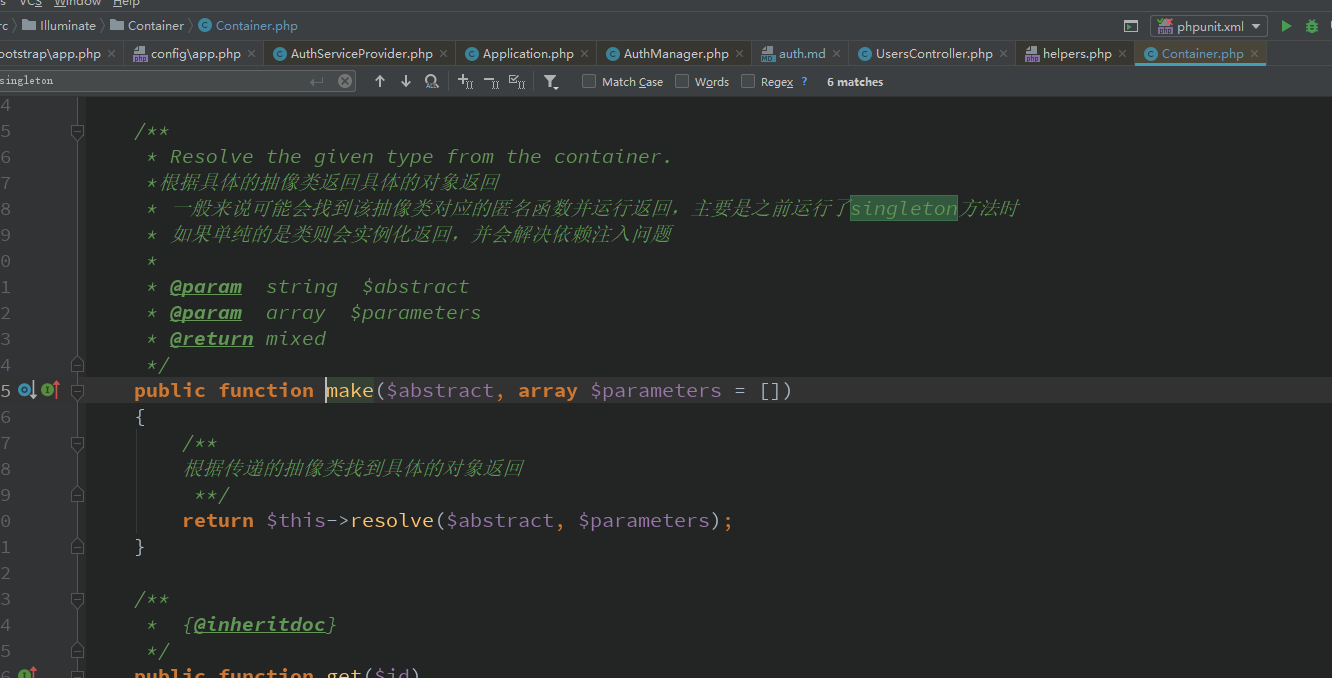 VCS Window Help
rc Illuminate Container Container.php phpunit.xml
ootstrap\app.php config\app.php AuthServiceProvider.php Application.php AuthManager.php auth.md UsersController.php helpers.php Container.php
singleton Match Case Words Regex ? 6 matches
4
5 /**
6 * Resolve the given type from the container.
7 *根据具体的抽像类返回具体的对象返回
8 * 一般来说可能会找到该抽像类对应的匿名函数并运行返回，主要是之前运行了singleton方法时
9 * 如果单纯的是类则会实例化返回，并会解决依赖注入问题
0 *
1 * @param string $abstract
2 * @param array $parameters
3 * @return mixed
4 */
5 public function make($abstract, array $parameters = [])
6 {
7 /**
8 根据传递的抽像类找到具体的对象返回
9 **/
0 return $this->resolve($abstract, $parameters);
1 }
2
3 /**
4 * {@inheritdoc}
5 */
6 public function get($id)